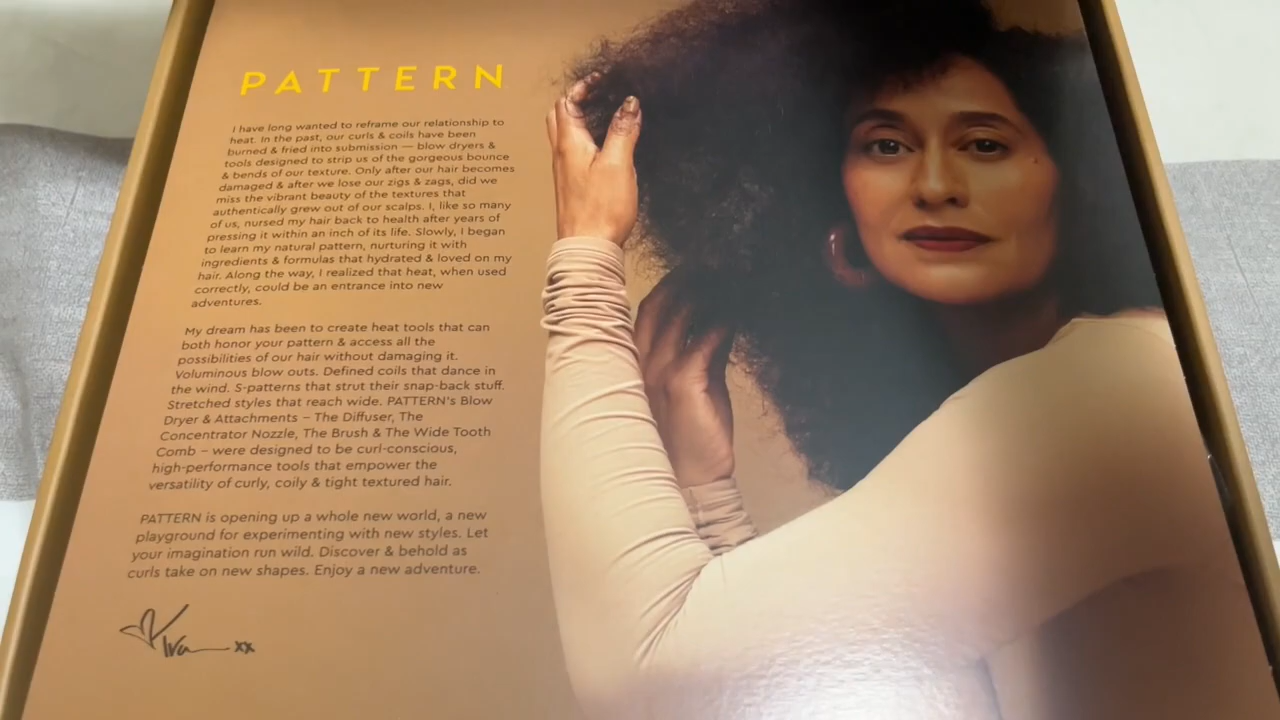 PATTERN
I have long wanted to reframe our relationship to
heat. In the past, our curls & coils have been
burned & fried into submission — blow dryers &
tools designed to strip us of the gorgeous bounce
& bends of our texture. Only after our hair becomes
damaged & after we lose our zigs & zags, did we
miss the vibrant beauty of the textures that
authentically grew out of our scalps. I, like so many
of us, nursed my hair back to health after years of
pressing it within an inch of its life. Slowly, I began
to learn my natural pattern, nurturing it with
ingredients & formulas that hydrated & loved on my
hair. Along the way, I realized that heat, when used
correctly, could be an entrance into new
adventures.
My dream has been to create heat tools that can
both honor your pattern & access all the
possibilities of our hair without damaging it.
Voluminous blow outs. Defined coils that dance in
the wind. S-patterns that strut their snap-back stuff.
Stretched styles that reach wide. PATTERN's Blow
Dryer & Attachments – The Diffuser, The
Concentrator Nozzle, The Brush & The Wide Tooth
Comb – were designed to be curl-conscious,
high-performance tools that empower the
versatility of curly, coily & tight textured hair.
PATTERN is opening up a whole new world, a new
playground for experimenting with new styles. Let
your imagination run wild. Discover & behold as
curls take on new shapes. Enjoy a new adventure.
xx